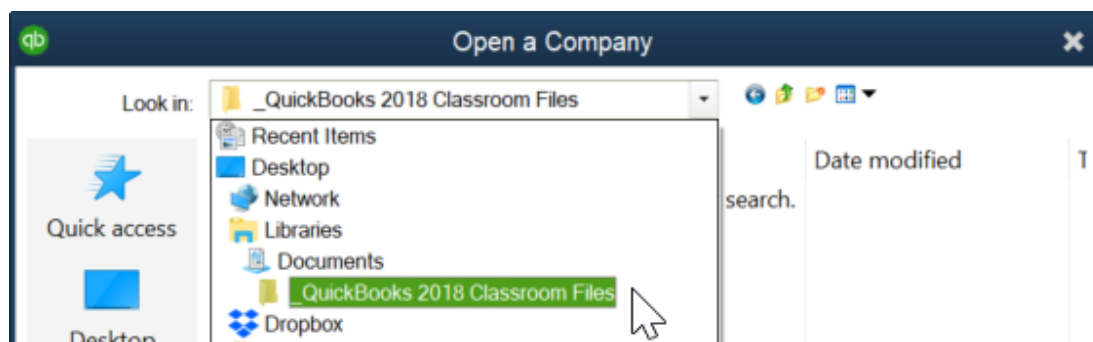 qb
Open a Company
Look in:
_QuickBooks 2018 Classroom Files
Recent Items
Desktop
Network
Libraries
Documents
_QuickBooks 2018 Classroom Files
Dropbox
Quick access
Desktop
search.
Date modified
T